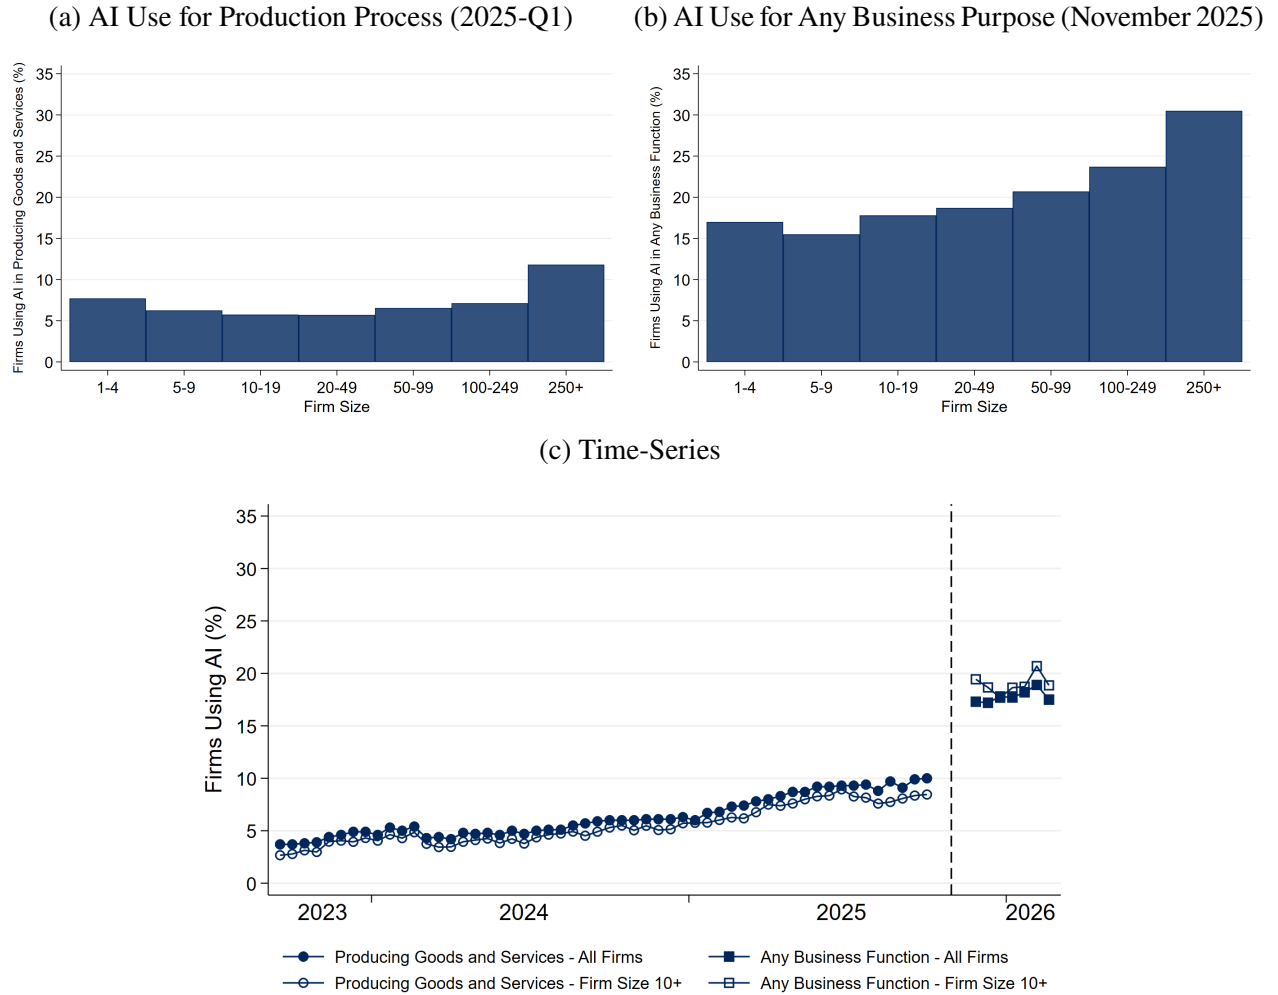 (a) AI Use for Production Process (2025-Q1)
Firms Using AI in Producing Goods and Services (%)
35
30
25
20
15
10
5
0
1-4 5-9 10-19 20-49 50-99 100-249 250+
Firm Size
(b) AI Use for Any Business Purpose (November 2025)
Firms Using AI in Any Business Function (%)
35
30
25
20
15
10
5
0
1-4 5-9 10-19 20-49 50-99 100-249 250+
Firm Size
(c) Time-Series
Firms Using AI (%)
35
30
25
20
15
10
5
0
2023 2024 2025 2026
Producing Goods and Services - All Firms
Any Business Function - All Firms
Producing Goods and Services - Firm Size 10+
Any Business Function - Firm Size 10+